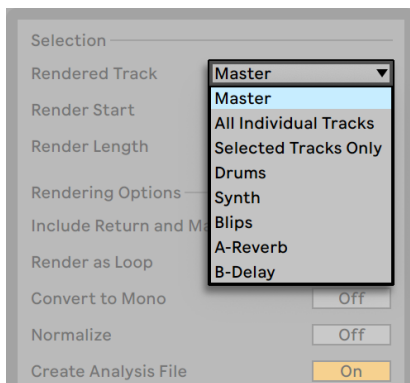 Selection
Rendered Track Master
Master
Render Start
All Individual Tracks
Render Length
Selected Tracks Only
Drums
Rendering Options
Synth
Include Return and
Blips
A-Reverb
Render as Loop
B-Delay
Convert to Mono Off
Normalize Off
Create Analysis File On